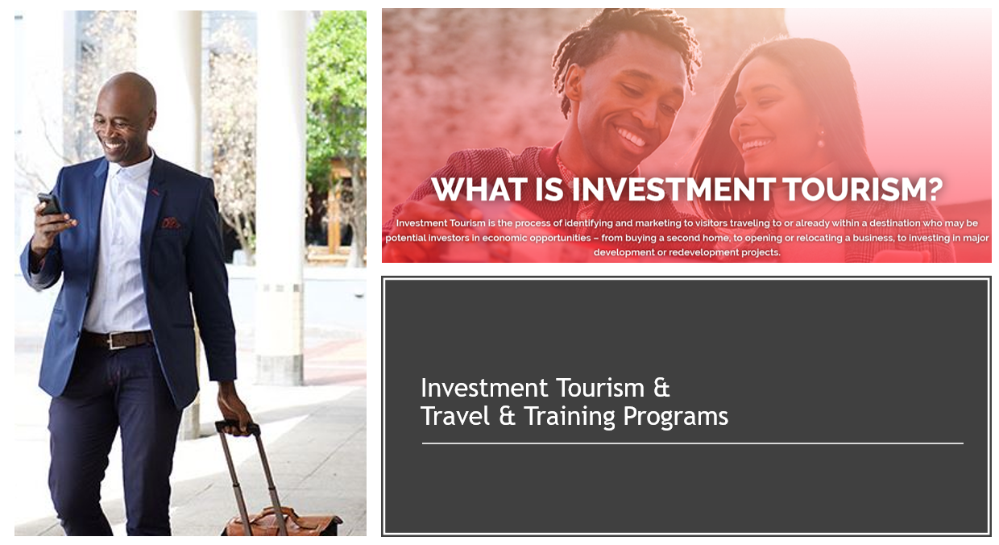 WHAT IS INVESTMENT TOURISM?
Investment Tourism is the process of identifying and marketing to visitors traveling to or already within a destination who may be
potential investors in economic opportunities – from buying a second home, to opening or relocating a business, to investing in major
development or redevelopment projects.
Investment Tourism &
Travel & Training Programs